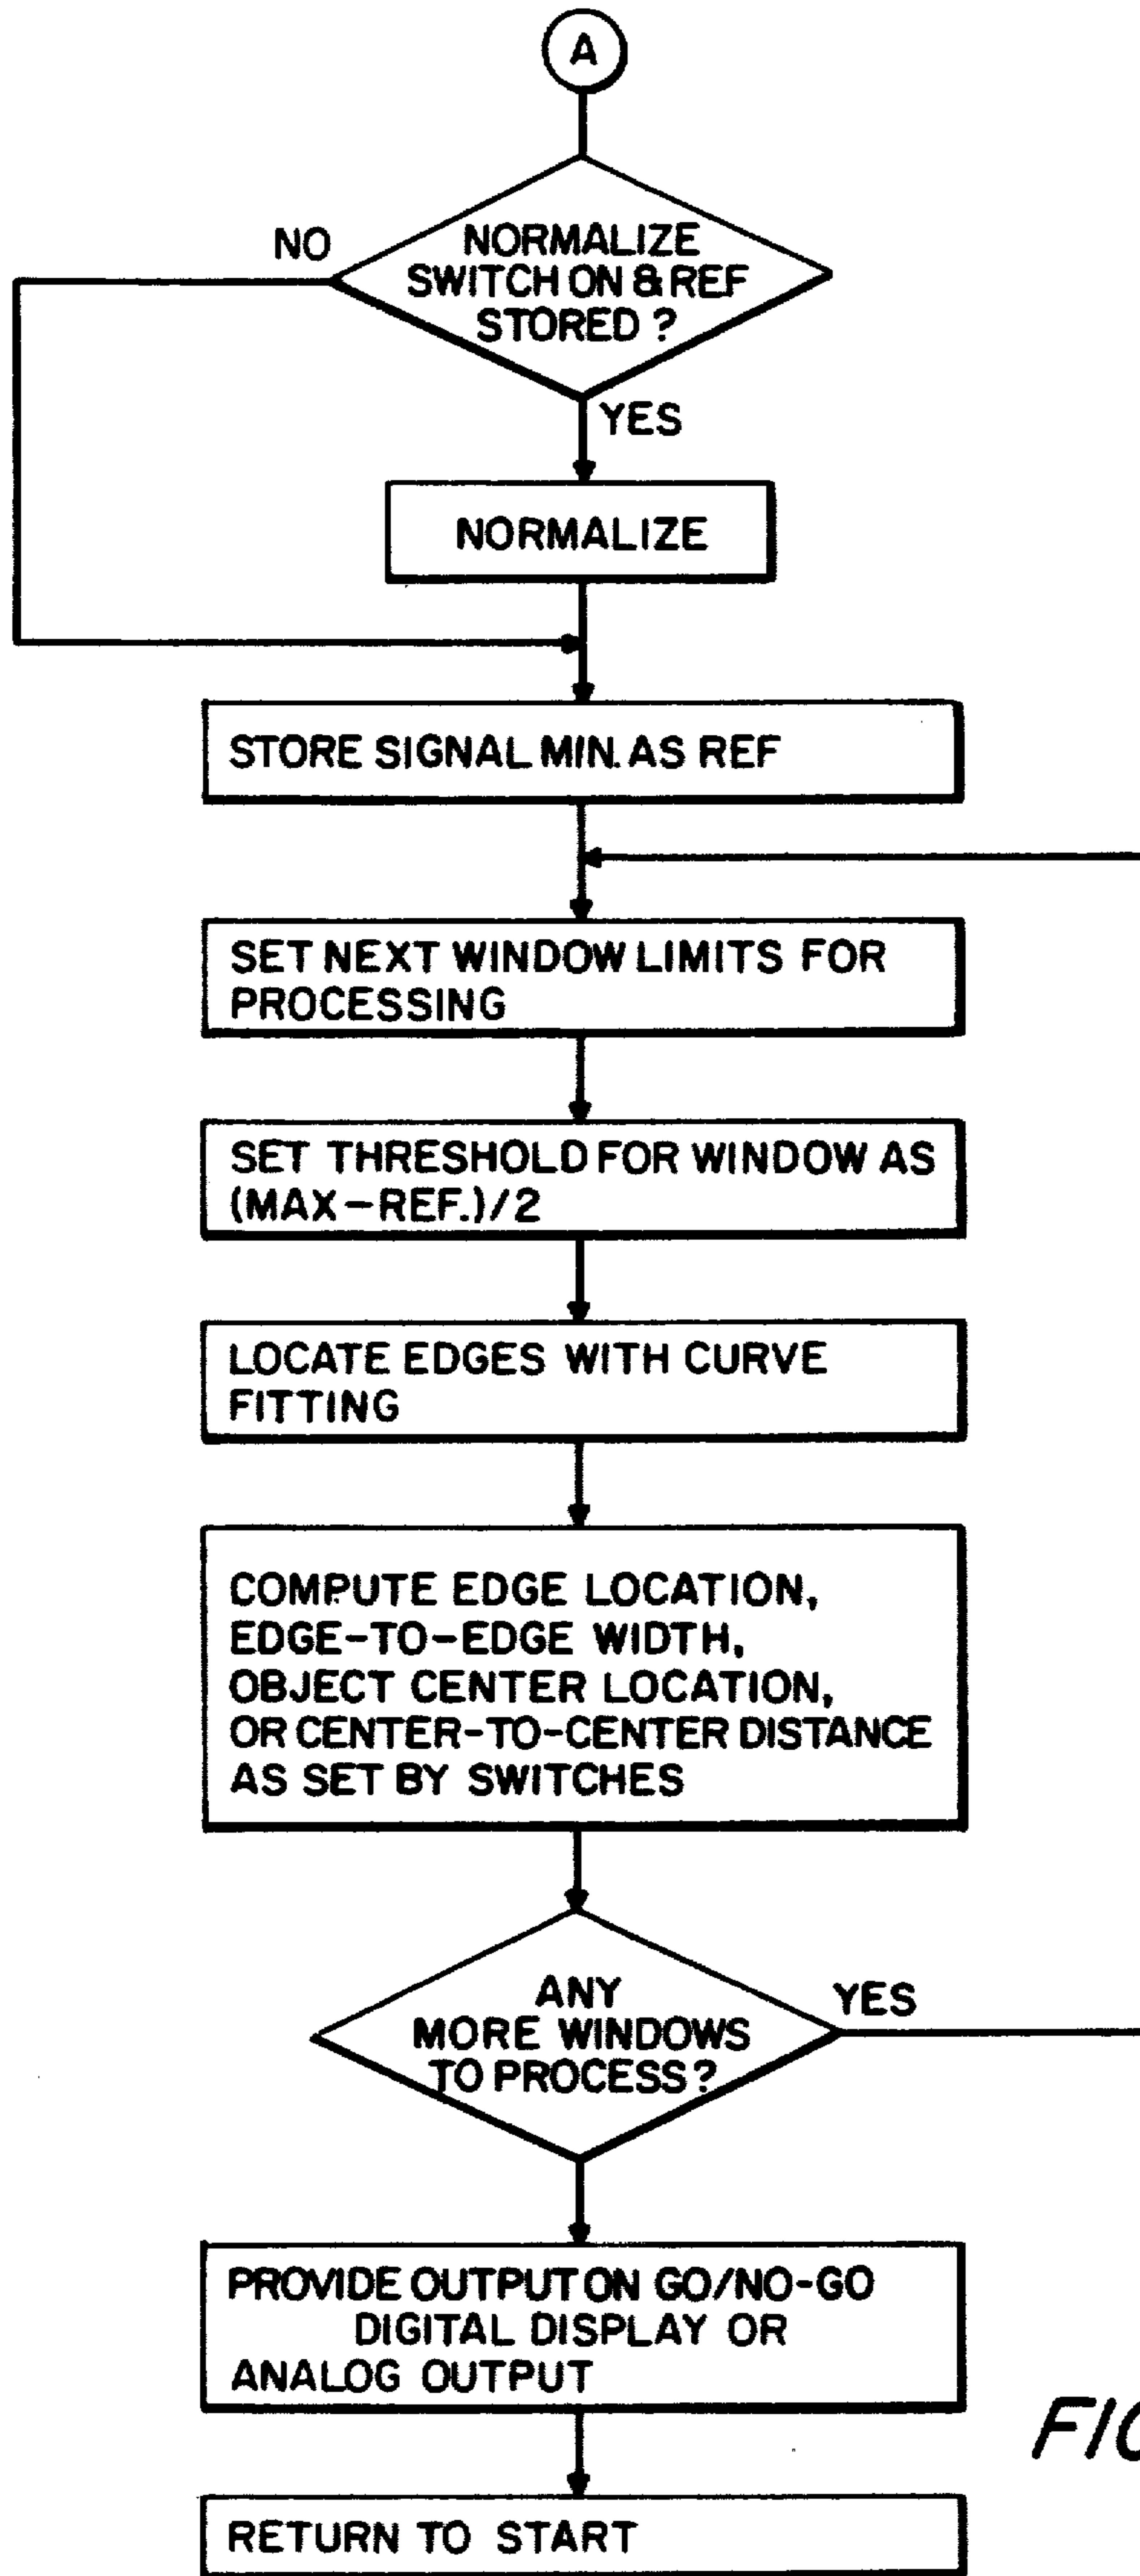 A
NO
NORMALIZE
SWITCH ON & REF
STORED ?
YES
NORMALIZE
STORE SIGNAL MIN. AS REF
SET NEXT WINDOW LIMITS FOR
PROCESSING
SET THRESHOLD FOR WINDOW AS
(MAX–REF.)/2
LOCATE EDGES WITH CURVE
FITTING
COMPUTE EDGE LOCATION,
EDGE-TO-EDGE WIDTH,
OBJECT CENTER LOCATION,
OR CENTER-TO-CENTER DISTANCE
AS SET BY SWITCHES
ANY
MORE WINDOWS
TO PROCESS?
YES
PROVIDE OUTPUT ON GO/NO-GO
DIGITAL DISPLAY OR
ANALOG OUTPUT
RETURN TO START